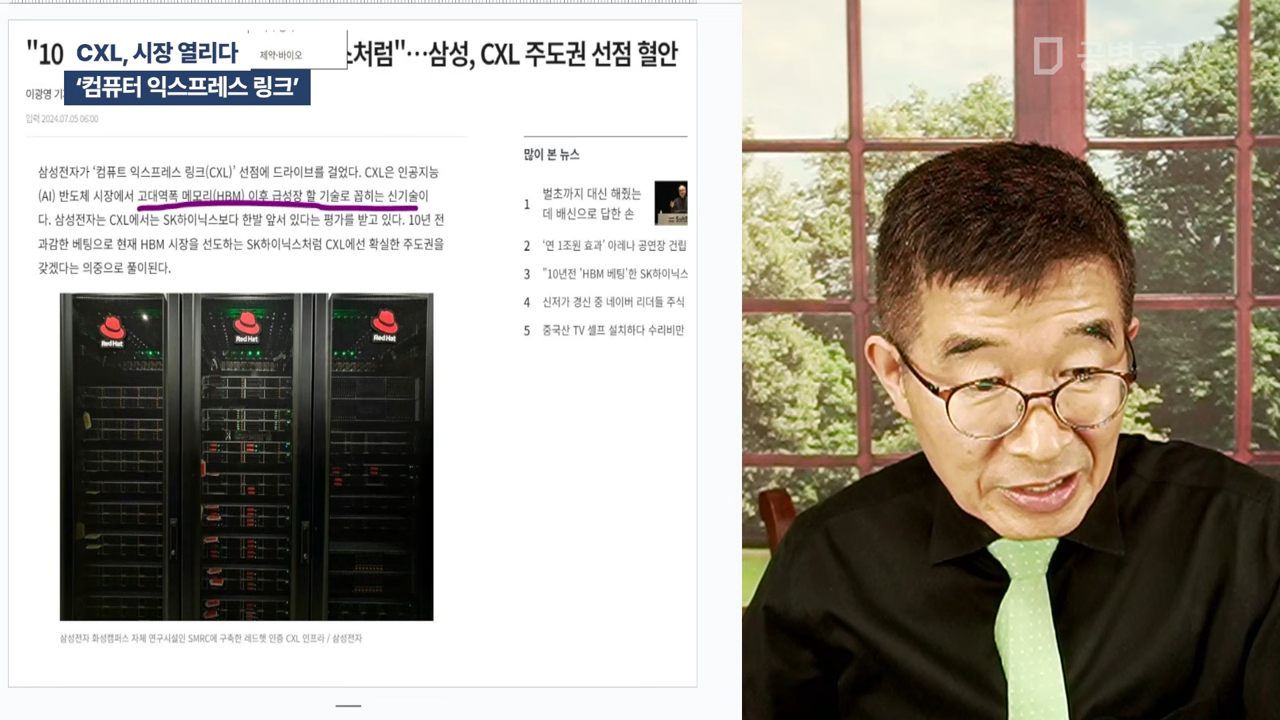 "10
CXL, 시장 열리다
제약·바이오
스처럼"…삼성, CXL 주도권 선점 혈안
'컴퓨터 익스프레스 링크'
이광영
입력 2024.07.05 06:00
삼성전자가 '컴퓨트 익스프레스 링크(CXL)' 선점에 드라이브를 걸었다. CXL은 인공지능
(AI) 반도체 시장에서 고대역폭 메모리(HBM) 이후 급성장 할 기술로 꼽히는 신기술이
다. 삼성전자는 CXL에서는 SK하이닉스보다 한발 앞서 있다는 평가를 받고 있다. 10년 전
과감한 베팅으로 현재 HBM 시장을 선도하는 SK하이닉스처럼 CXL에선 확실한 주도권을
갖겠다는 의중으로 풀이된다.
Red Hat
Red Hat
Red Hat
삼성전자 화성캠퍼스 자체 연구시설인 SMRC에 구축한 레드햇 인증 CXL 인프라 / 삼성전자
많이 본 뉴스
1 벌초까지 대신 해줬는
데 배신으로 답한 손
2 '연 1조원 효과' 아레나 공연장 건립
3 "10년전 'HBM 베팅'한 SK하이닉스
4 신저가 경신 중 네이버 리더들 주식
5 중국산 TV 셀프 설치하다 수리비만
공병호TV